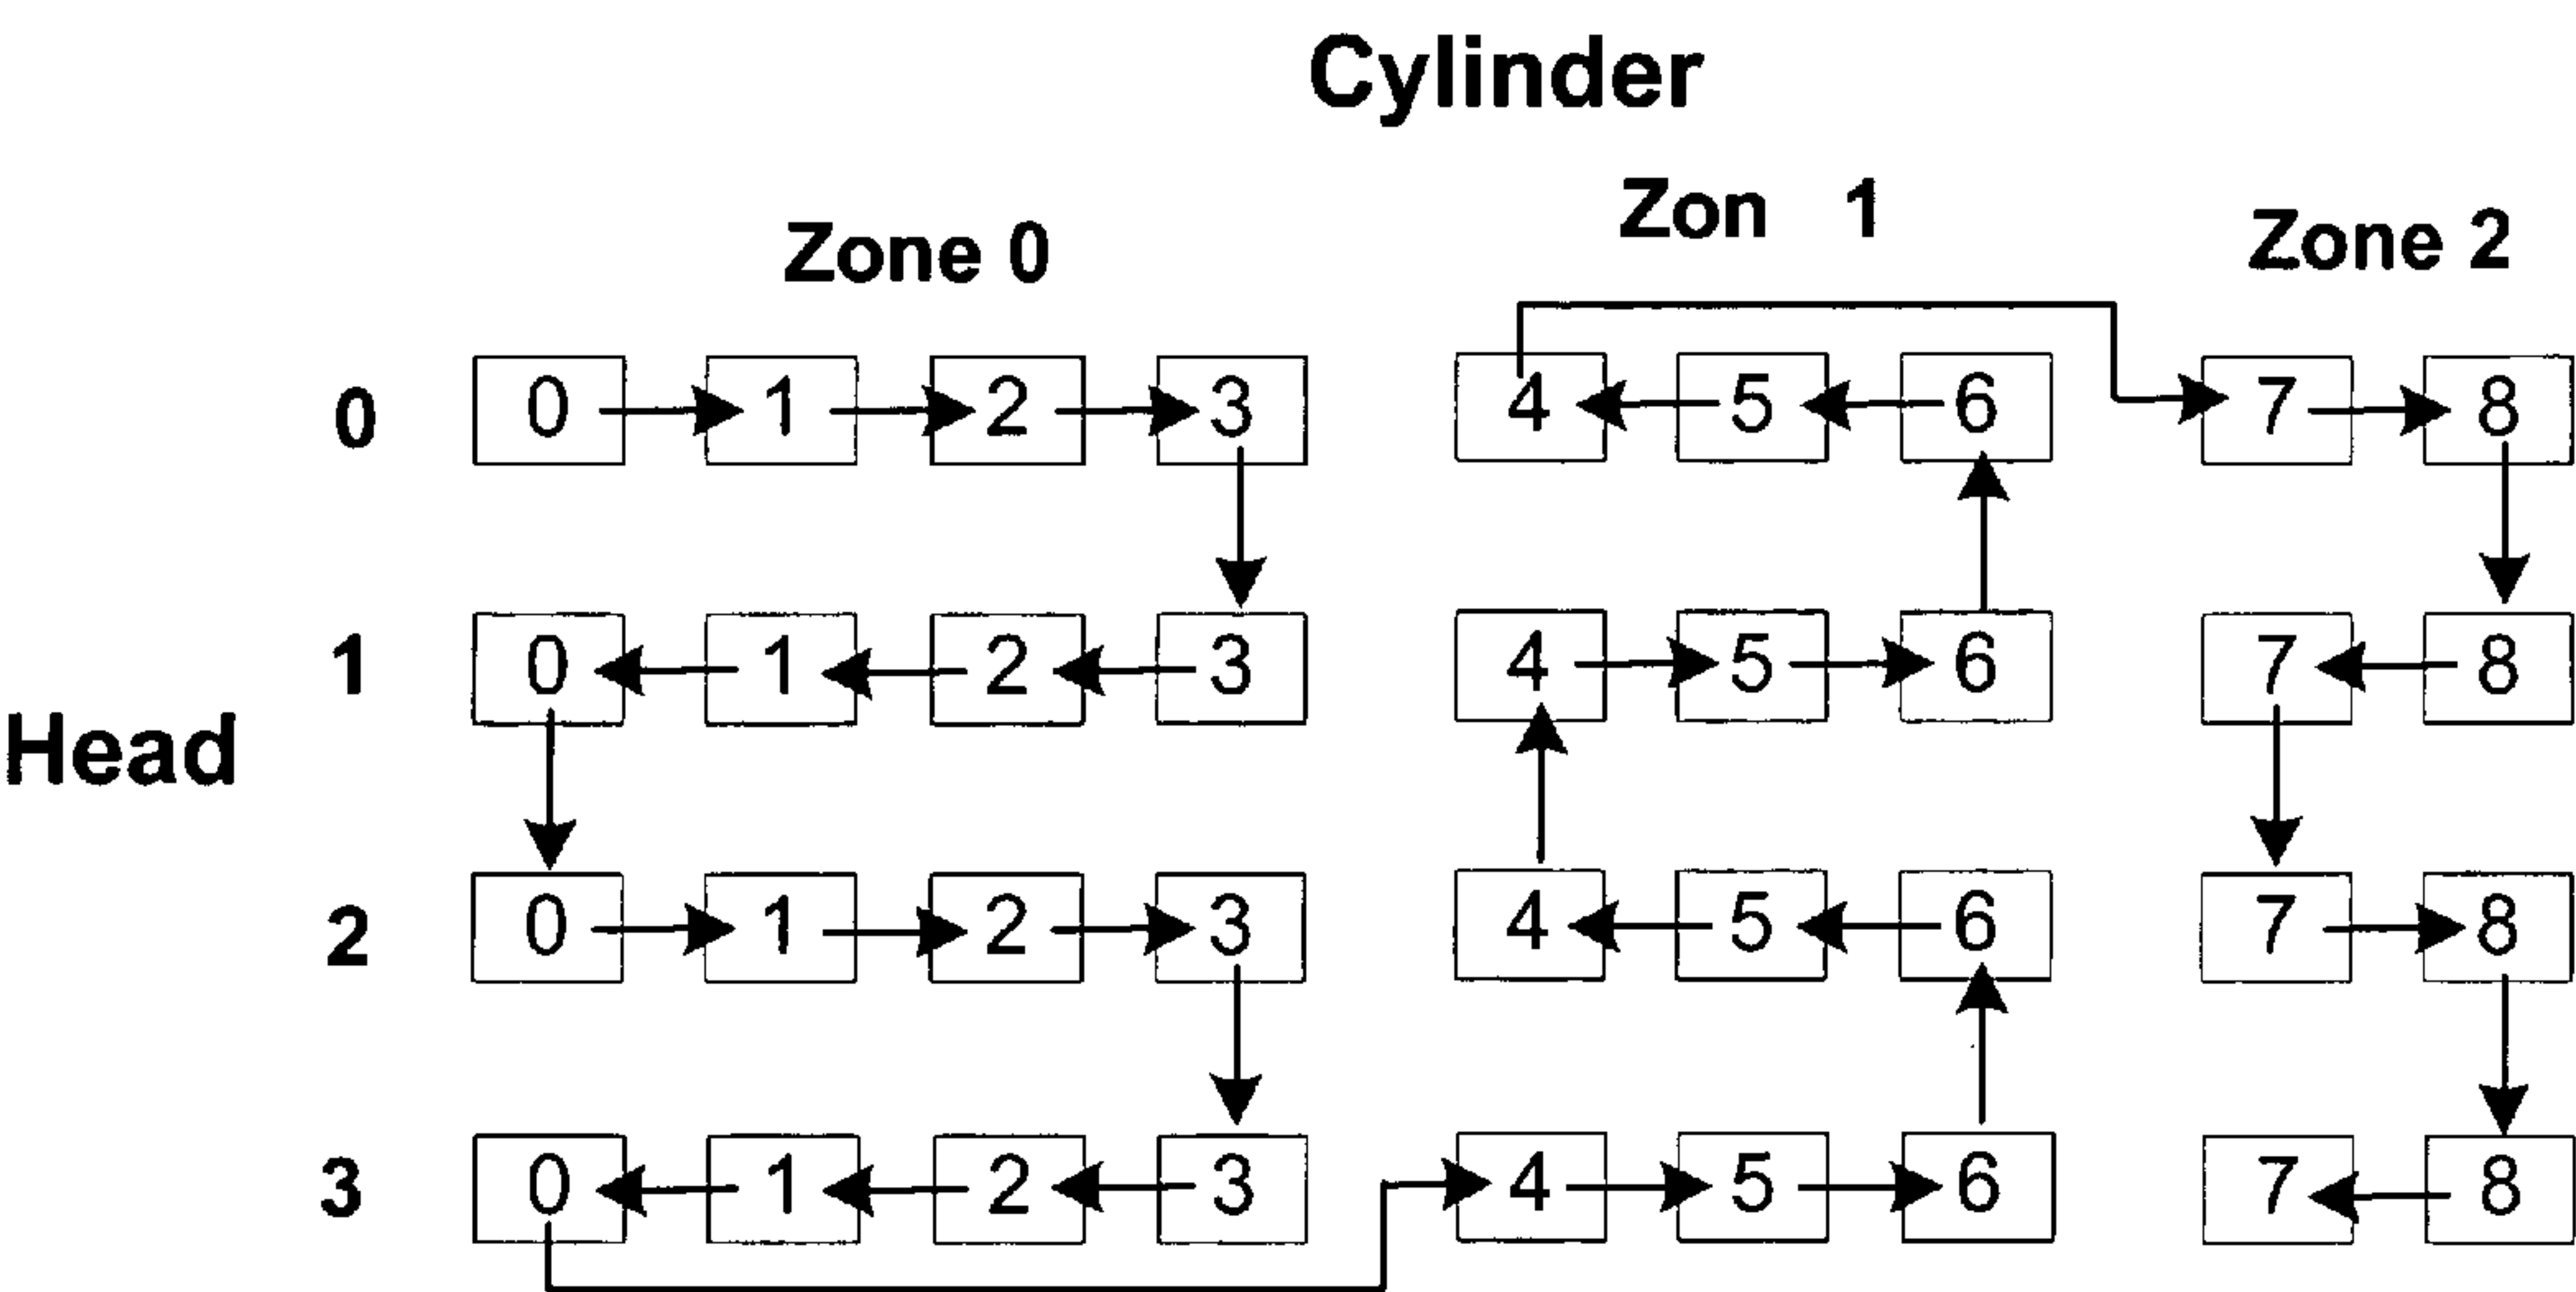 Cylinder
Zone 0 Zon 1 Zone 2
0 0 1 2 3 4 5 6 7 8
1 0 1 2 3 4 5 6 7 8
Head
2 0 1 2 3 4 5 6 7 8
3 0 1 2 3 4 5 6 7 8